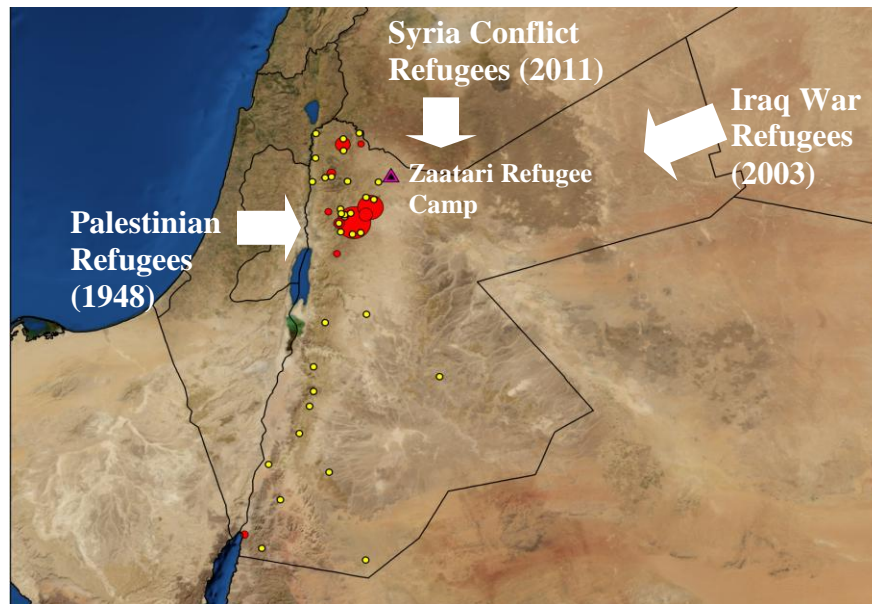 Syria Conflict
Refugees (2011)
Iraq War
Refugees
(2003)
Zaatari Refugee
Camp
Palestinian
Refugees
(1948)